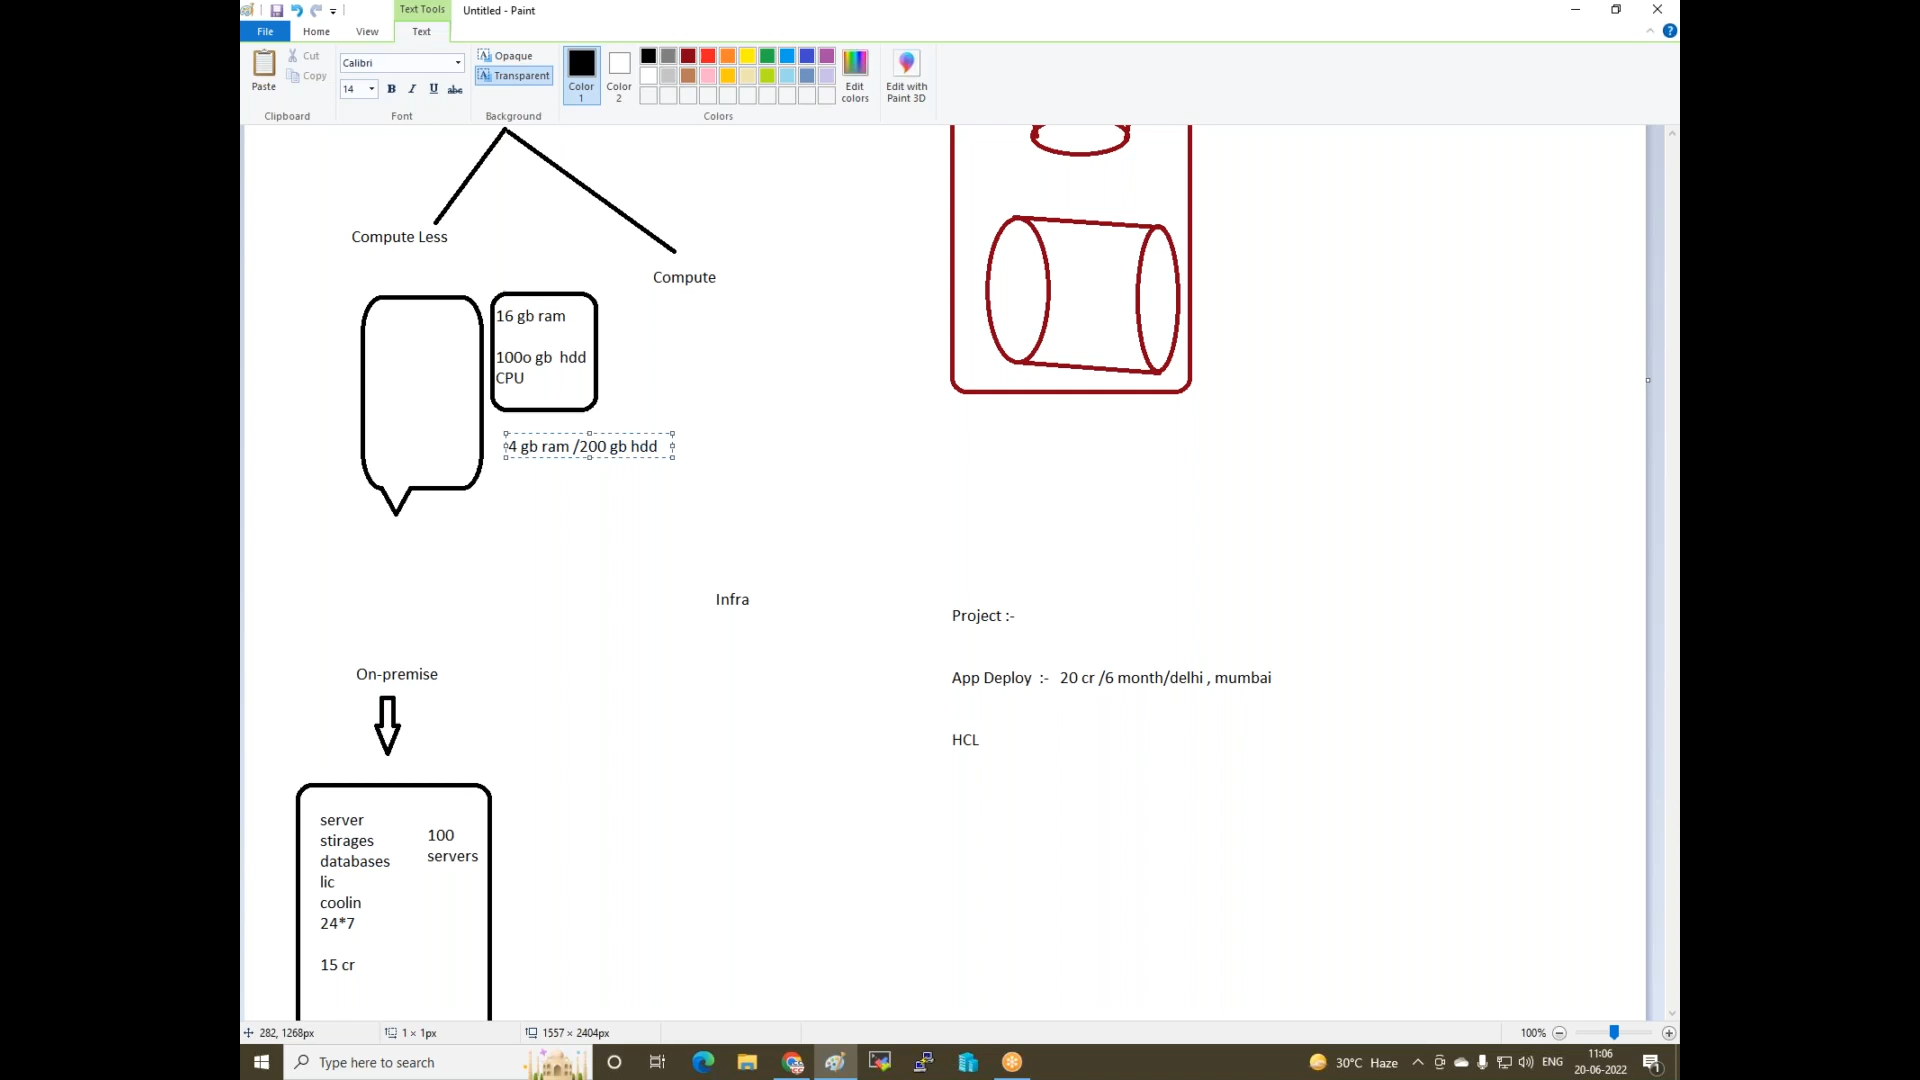 Text Tools
Untitled - Paint
File
Home
View
Text
Paste
Cut
Copy
Clipboard
Calibri
14
B
I
U
abc
Font
Opaque
Transparent
Background
Color
1
Color
2
Edit
colors
Edit with
Paint 3D
Colors
Compute Less
Compute
16 gb ram
100o gb  hdd
CPU
4 gb ram /200 gb hdd
Infra
Project :-
On-premise
App Deploy  :-   20 cr /6 month/delhi , mumbai
HCL
server
stirages
databases
lic
coolin
24*7
100
servers
15 cr
282, 1268px
1 × 1px
1557 × 2404px
100%
Type here to search
30°C  Haze
ENG
11:06
20-06-2022
1